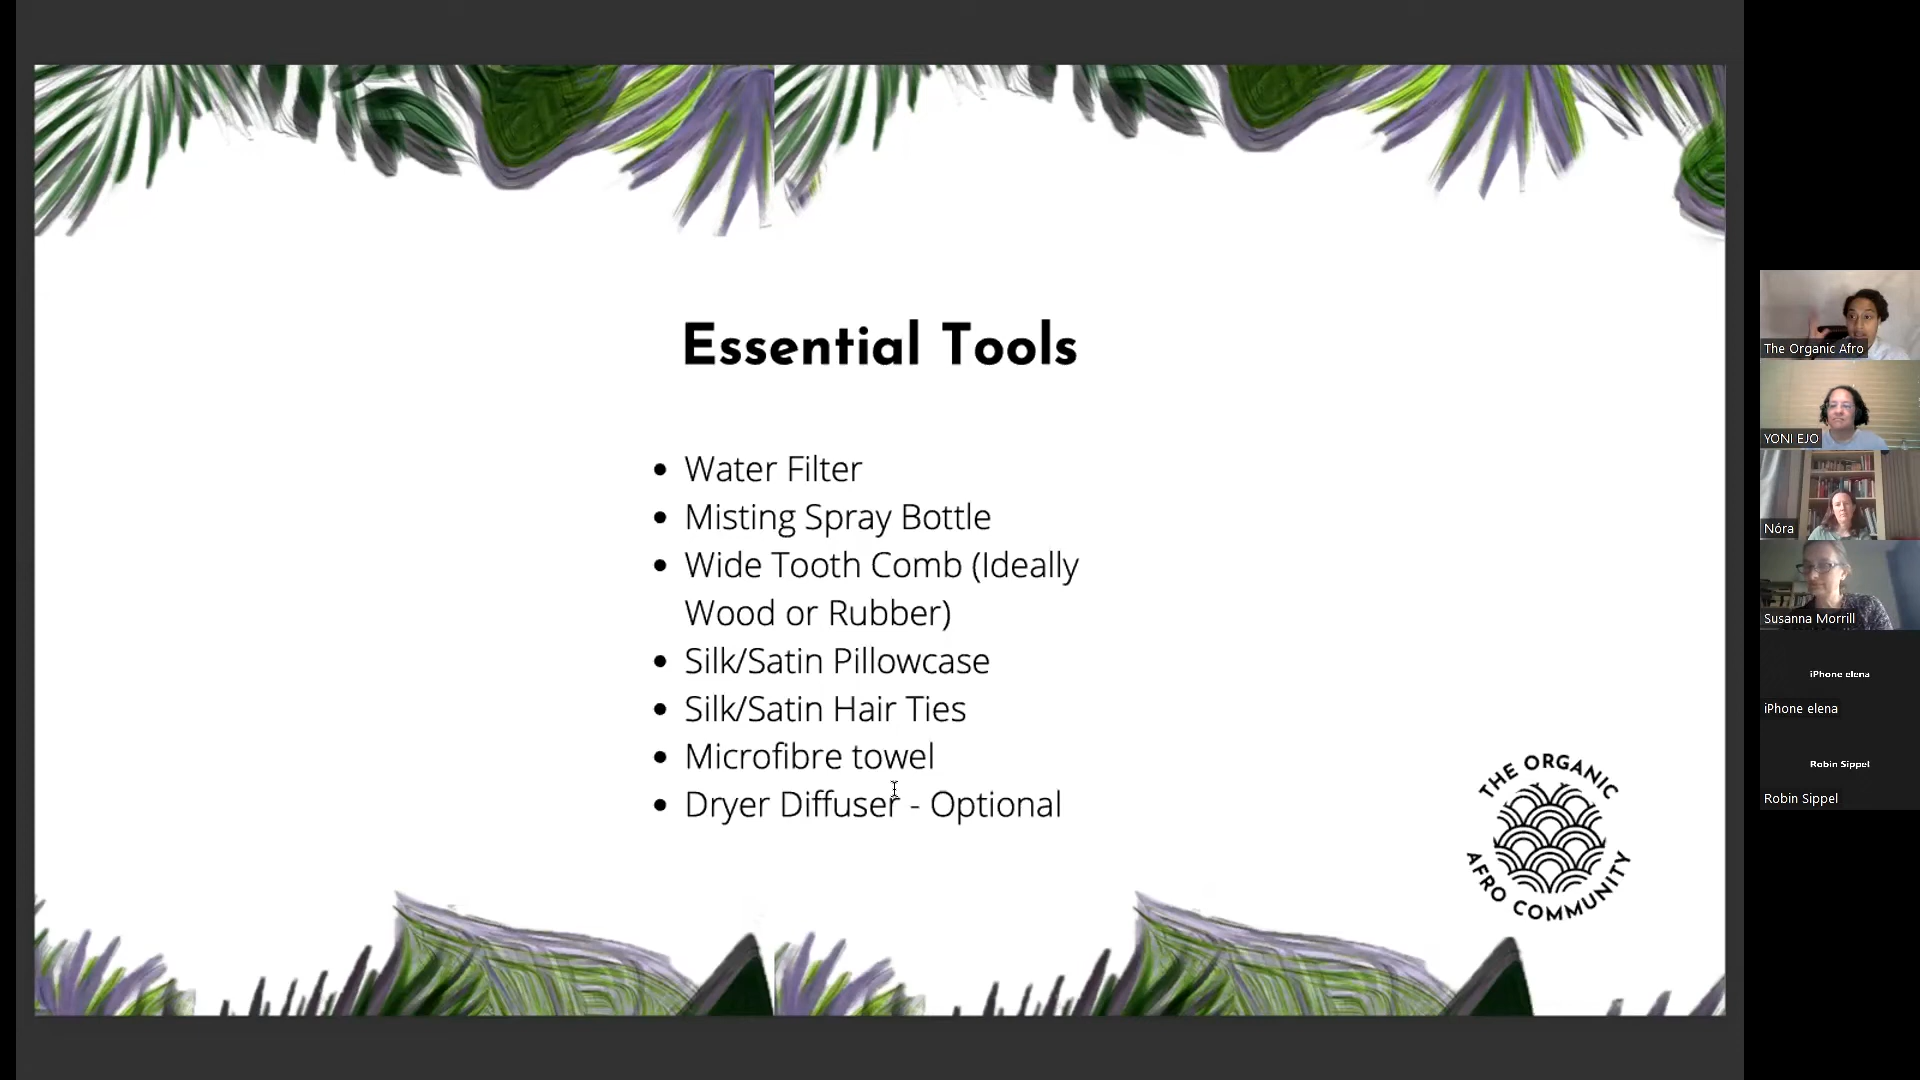 Essential Tools
• Water Filter
• Misting Spray Bottle
• Wide Tooth Comb (Ideally
Wood or Rubber)
• Silk/Satin Pillowcase
• Silk/Satin Hair Ties
• Microfibre towel
• Dryer Diffuser - Optional
THE ORGANIC
AFRO COMMUNITY
The Organic Afro
YONI EJO
Nóra
Susanna Morrill
iPhone elena
iPhone elena
Robin Sippel
Robin Sippel